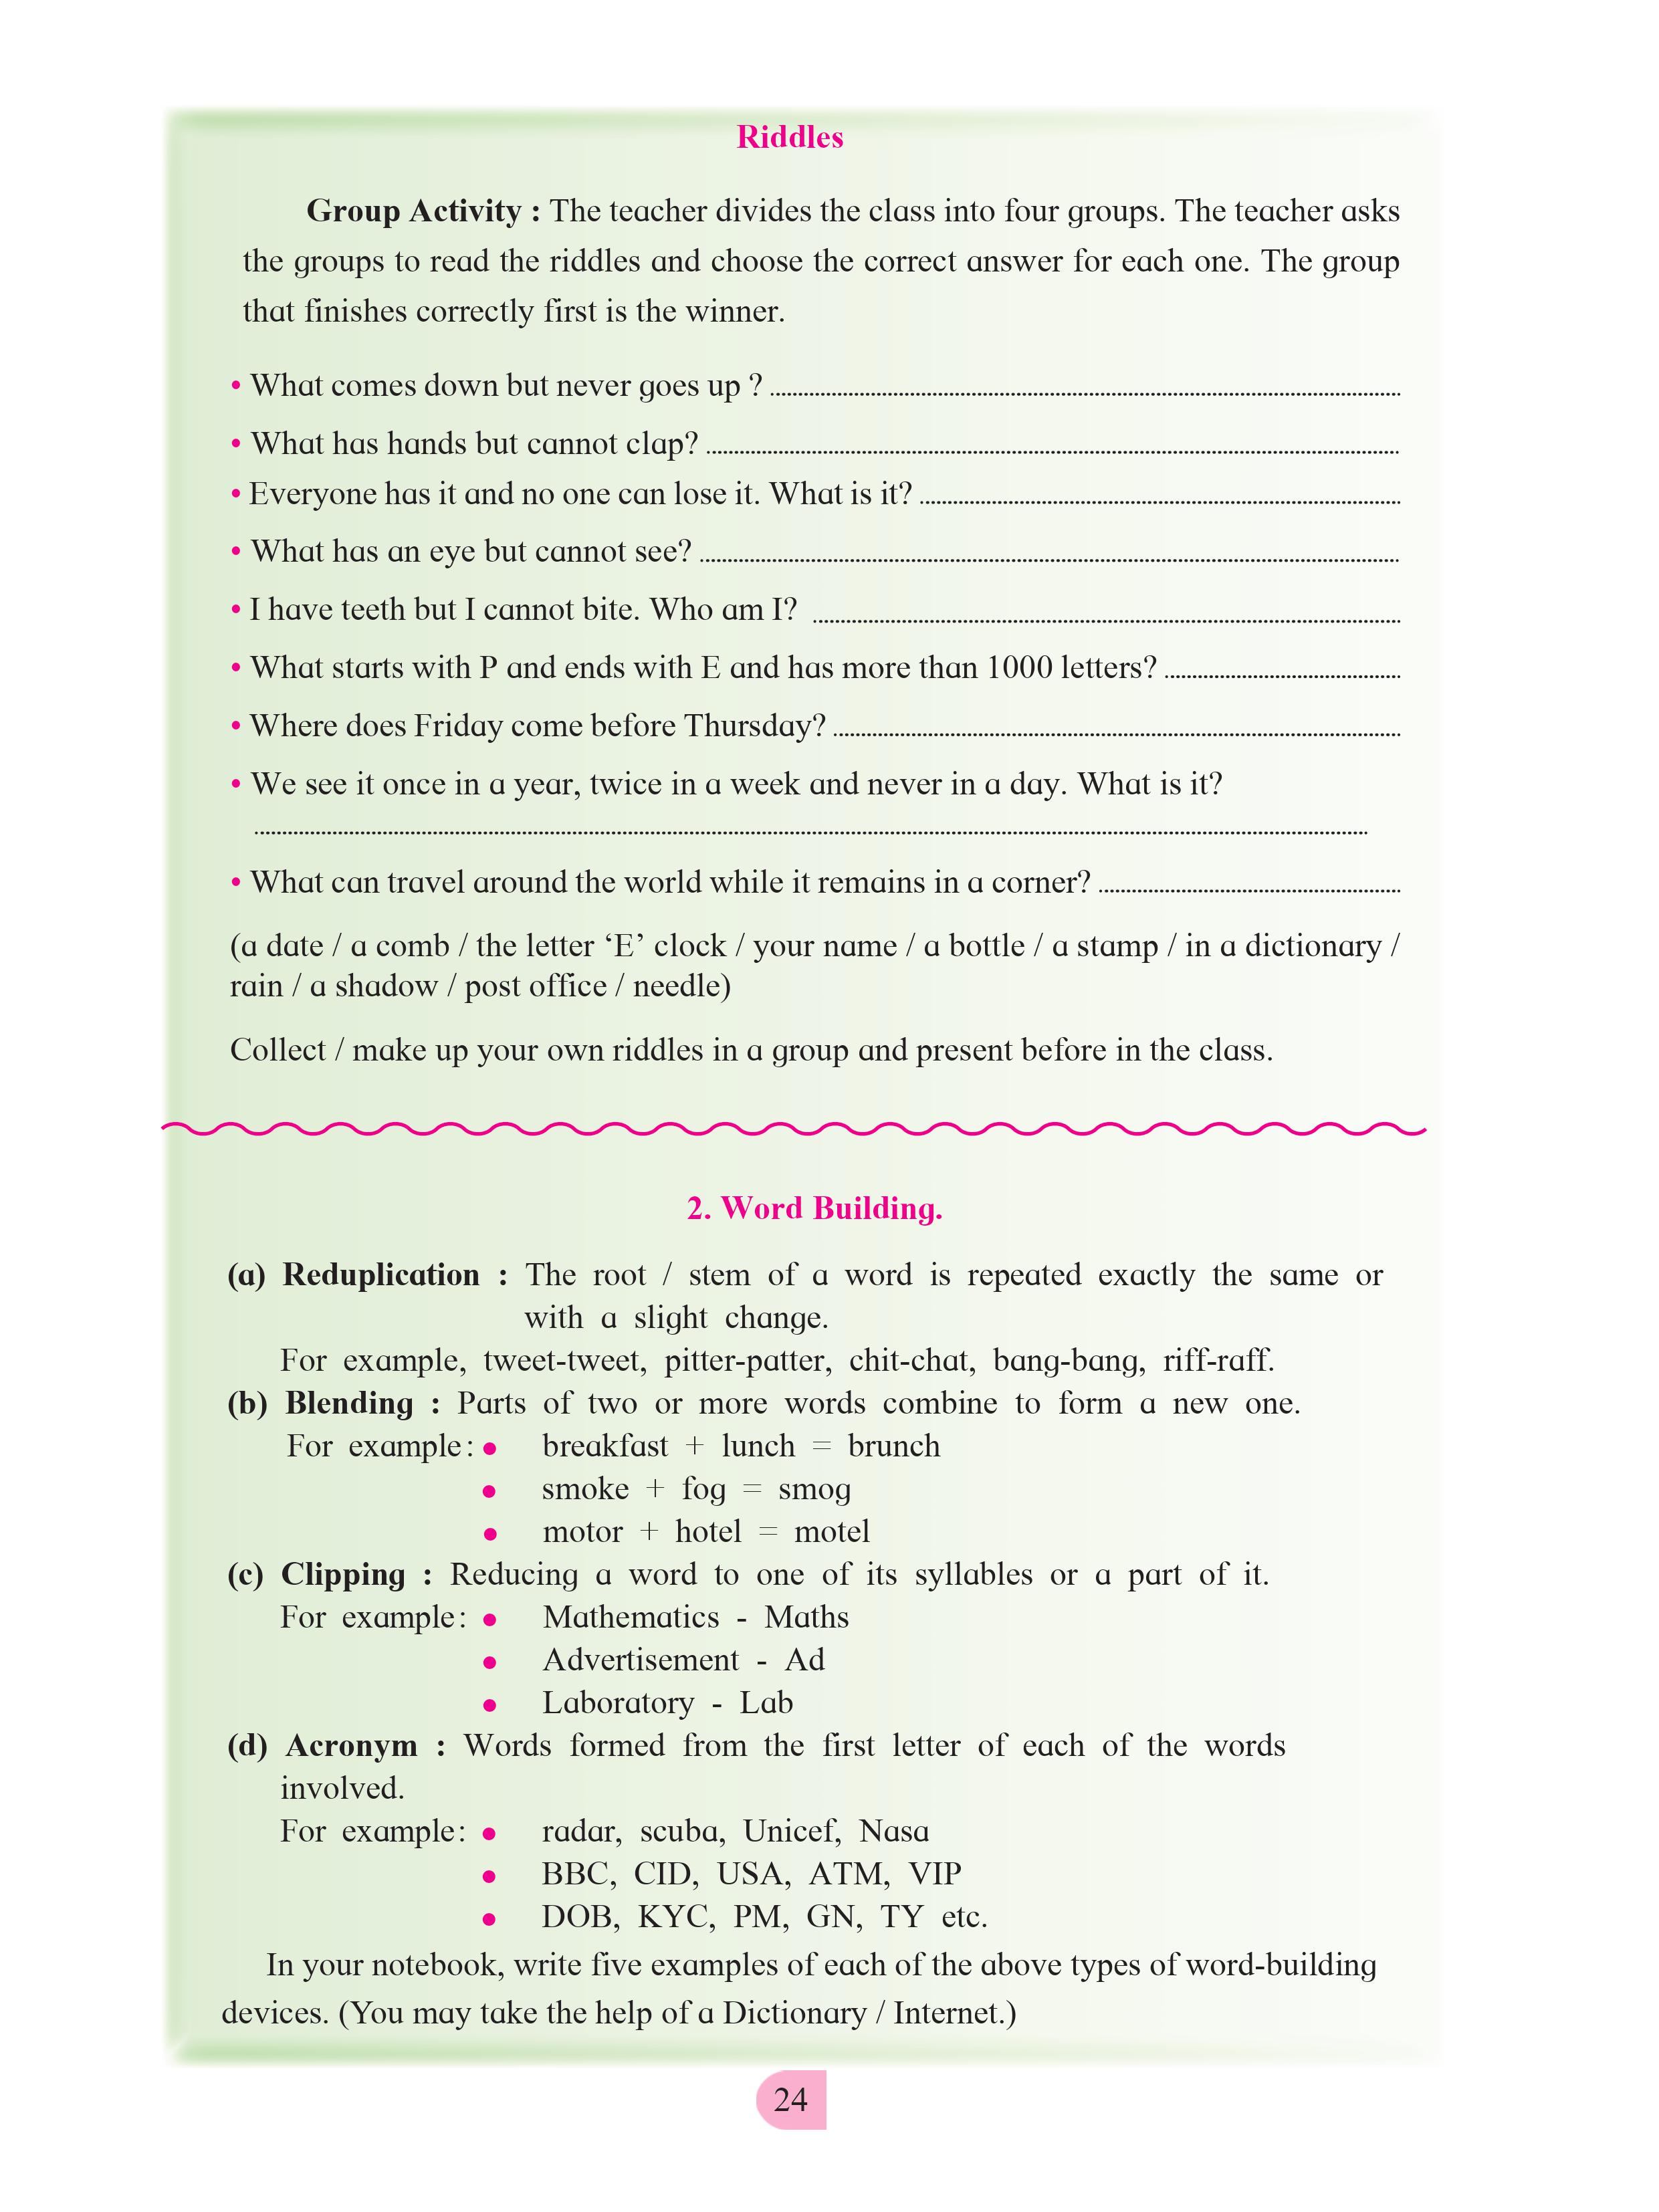 Riddles
Group Activity : The teacher divides the class into four groups. The teacher asks
the groups to read the riddles and choose the correct answer for each one. The group
that finishes correctly first is the winner.
• What comes down but never goes up ?
• What has hands but cannot clap?
• Everyone has it and no one can lose it. What is it?
• What has an eye but cannot see?
• I have teeth but I cannot bite. Who am I?
• What starts with P and ends with E and has more than 1000 letters?
• Where does Friday come before Thursday?
• We see it once in a year, twice in a week and never in a day. What is it?
• What can travel around the world while it remains in a corner?
(a date / a comb / the letter ‘E’ clock / your name / a bottle / a stamp / in a dictionary /
rain / a shadow / post office / needle)
Collect / make up your own riddles in a group and present before in the class.
2. Word Building.
(a) Reduplication : The root / stem of a word is repeated exactly the same or
with a slight change.
For example, tweet-tweet, pitter-patter, chit-chat, bang-bang, riff-raff.
(b) Blending : Parts of two or more words combine to form a new one.
For example: • breakfast + lunch = brunch
• smoke + fog = smog
• motor + hotel = motel
(c) Clipping : Reducing a word to one of its syllables or a part of it.
For example: • Mathematics - Maths
• Advertisement - Ad
• Laboratory - Lab
(d) Acronym : Words formed from the first letter of each of the words
involved.
For example: • radar, scuba, Unicef, Nasa
• BBC, CID, USA, ATM, VIP
• DOB, KYC, PM, GN, TY etc.
In your notebook, write five examples of each of the above types of word-building
devices. (You may take the help of a Dictionary / Internet.)
24